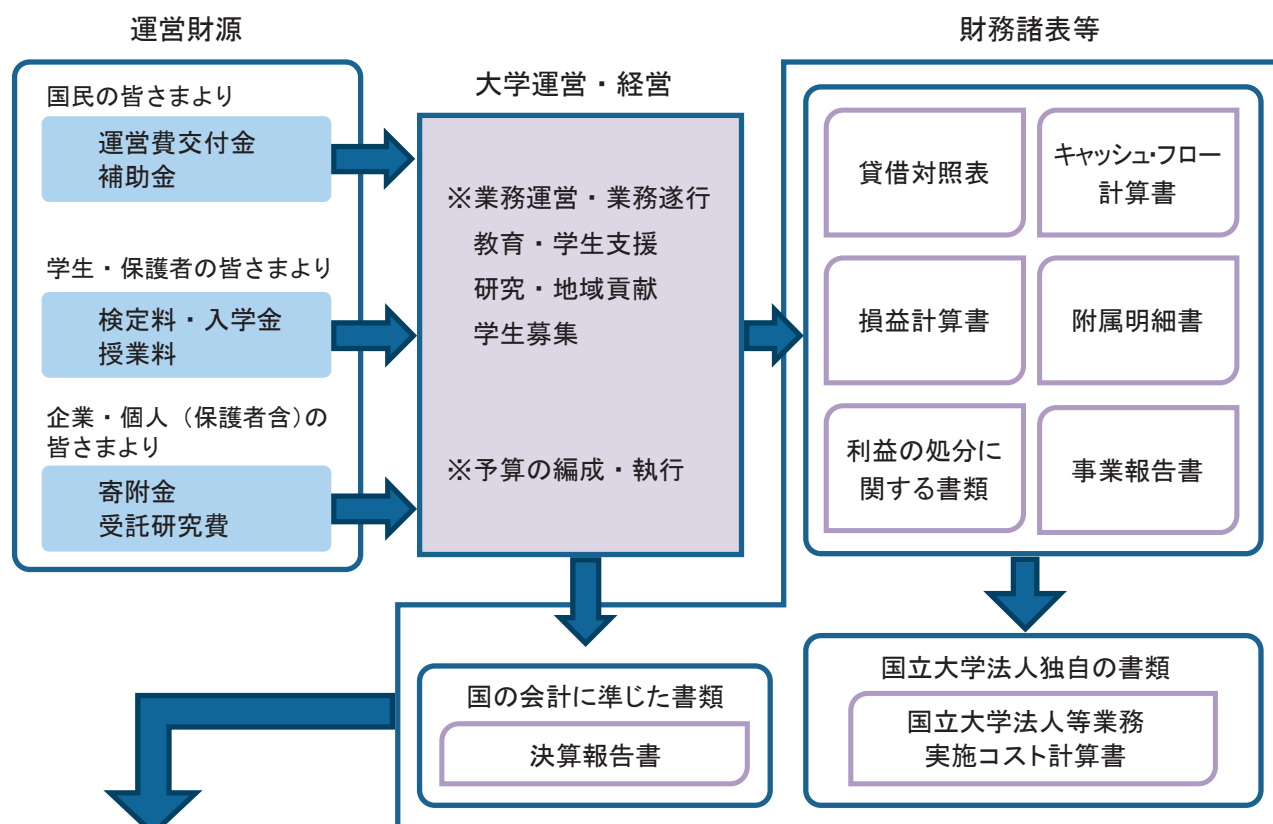 運営財源
国民の皆さまより
運営費交付金
補助金
学生・保護者の皆さまより
検定料・入学金
授業料
企業・個人（保護者含）の
皆さまより
寄附金
受託研究費
大学運営・経営
※業務運営・業務遂行
教育・学生支援
研究・地域貢献
学生募集
※予算の編成・執行
財務諸表等
貸借対照表
キャッシュ・フロー
計算書
損益計算書
附属明細書
利益の処分に
関する書類
事業報告書
国の会計に準じた書類
決算報告書
国立大学法人独自の書類
国立大学法人等業務
実施コスト計算書